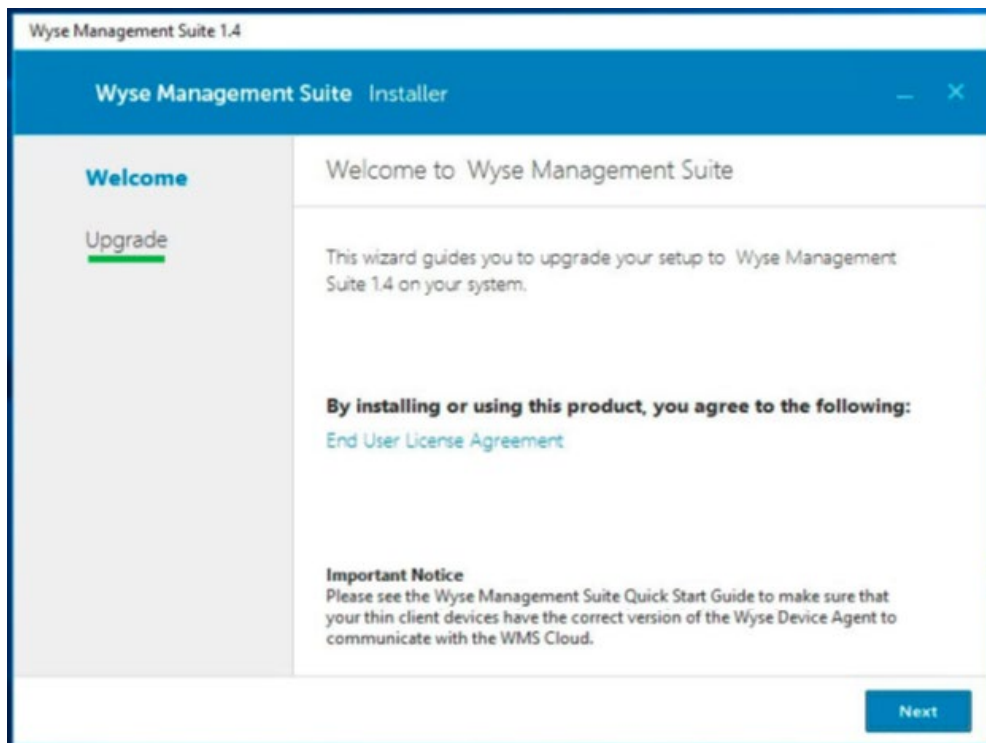 Wyse Management Suite 1.4
Wyse Management Suite Installer
Welcome
Upgrade
Welcome to Wyse Management Suite
This wizard guides you to upgrade your setup to Wyse Management
Suite 1.4 on your system.
By installing or using this product, you agree to the following:
End User License Agreement
Important Notice
Please see the Wyse Management Suite Quick Start Guide to make sure that
your thin client devices have the correct version of the Wyse Device Agent to
communicate with the WMS Cloud.
Next